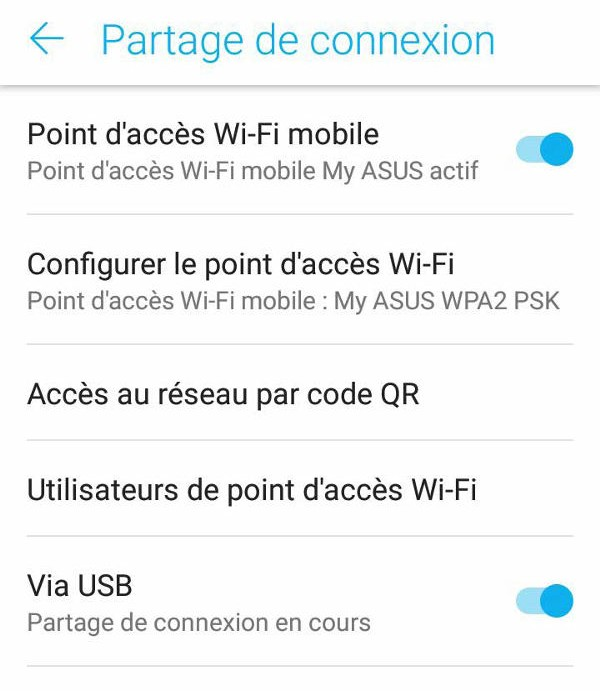 Partage de connexion
Point d'accès Wi-Fi mobile
Point d'accès Wi-Fi mobile My ASUS actif
Configurer le point d'accès Wi-Fi
Point d'accès Wi-Fi mobile : My ASUS WPA2 PSK
Accès au réseau par code QR
Utilisateurs de point d'accès Wi-Fi
Via USB
Partage de connexion en cours